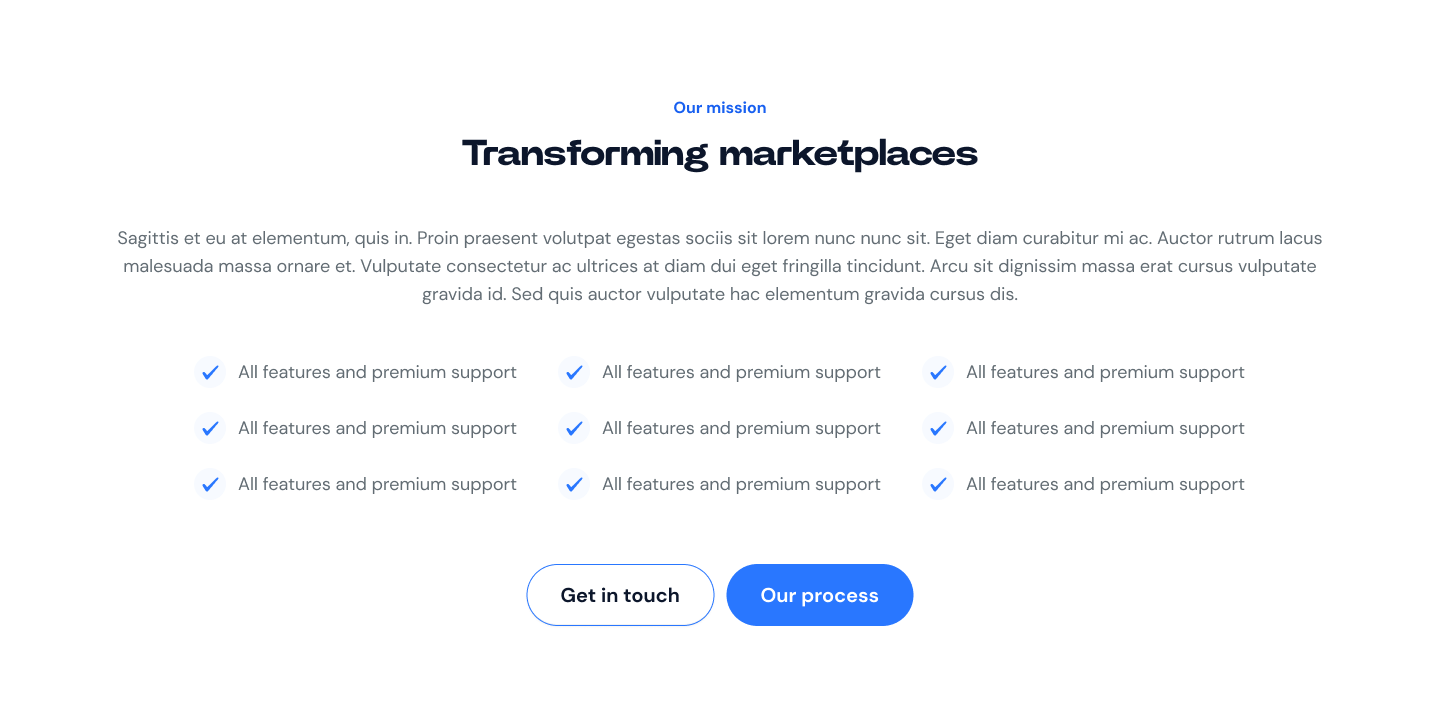 Our mission
Transforming marketplaces
Sagittis et eu at elementum, quis in. Proin praesent volutpat egestas sociis sit lorem nunc nunc sit. Eget diam curabitur mi ac. Auctor rutrum lacus
malesuada massa ornare et. Vulputate consectetur ac ultrices at diam dui eget fringilla tincidunt. Arcu sit dignissim massa erat cursus vulputate
gravida id. Sed quis auctor vulputate hac elementum gravida cursus dis.
All features and premium support
All features and premium support
All features and premium support
All features and premium support
All features and premium support
All features and premium support
All features and premium support
All features and premium support
All features and premium support
Get in touch
Our process